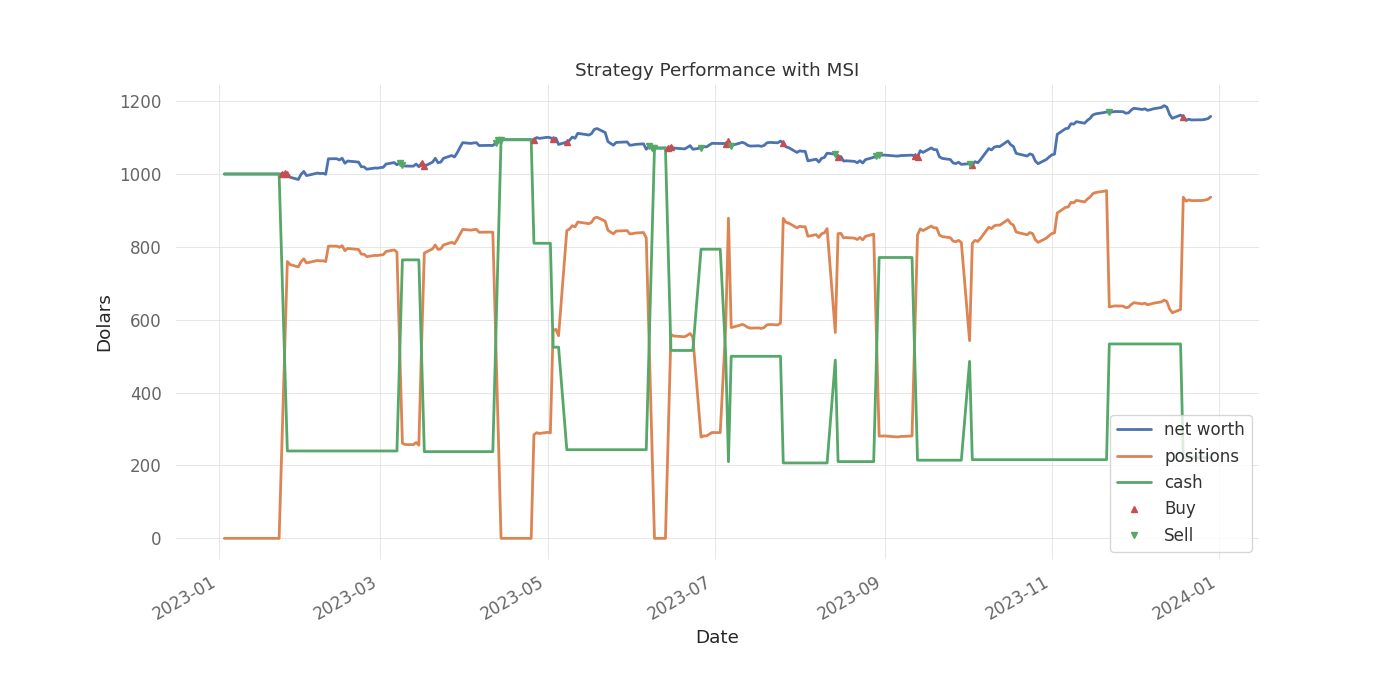 Strategy Performance with MSI
1200
1000
800
600
400
200
0
Dolars
2023-01
2023-03
2023-05
2023-07
2023-09
2023-11
2024-01
Date
net worth
positions
cash
Buy
Sell